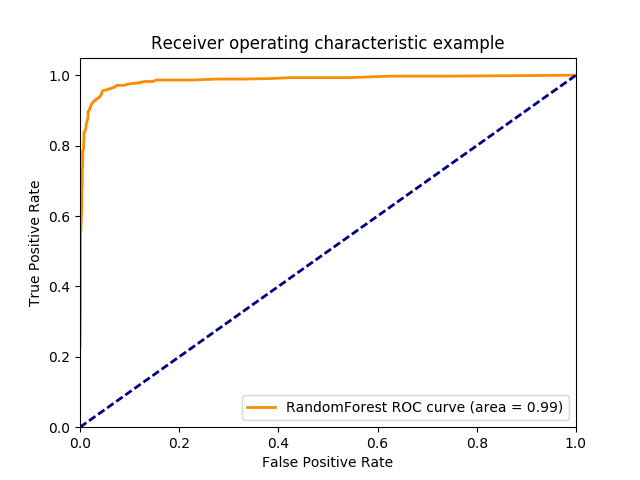 Receiver operating characteristic example
True Positive Rate
1.0
0.8
0.6
0.4
0.2
0.0
RandomForest ROC curve (area = 0.99)
0.0 0.2 0.4 0.6 0.8 1.0
False Positive Rate